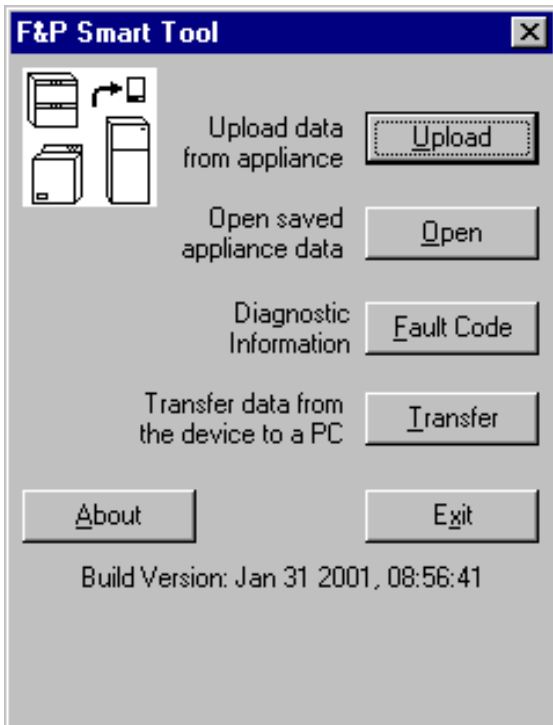 F&P Smart Tool
Upload data
from appliance
Upload
Open saved
appliance data
Open
Diagnostic
Information
Fault Code
Transfer data from
the device to a PC
Transfer
About
Exit
Build Version: Jan 31 2001, 08:56:41